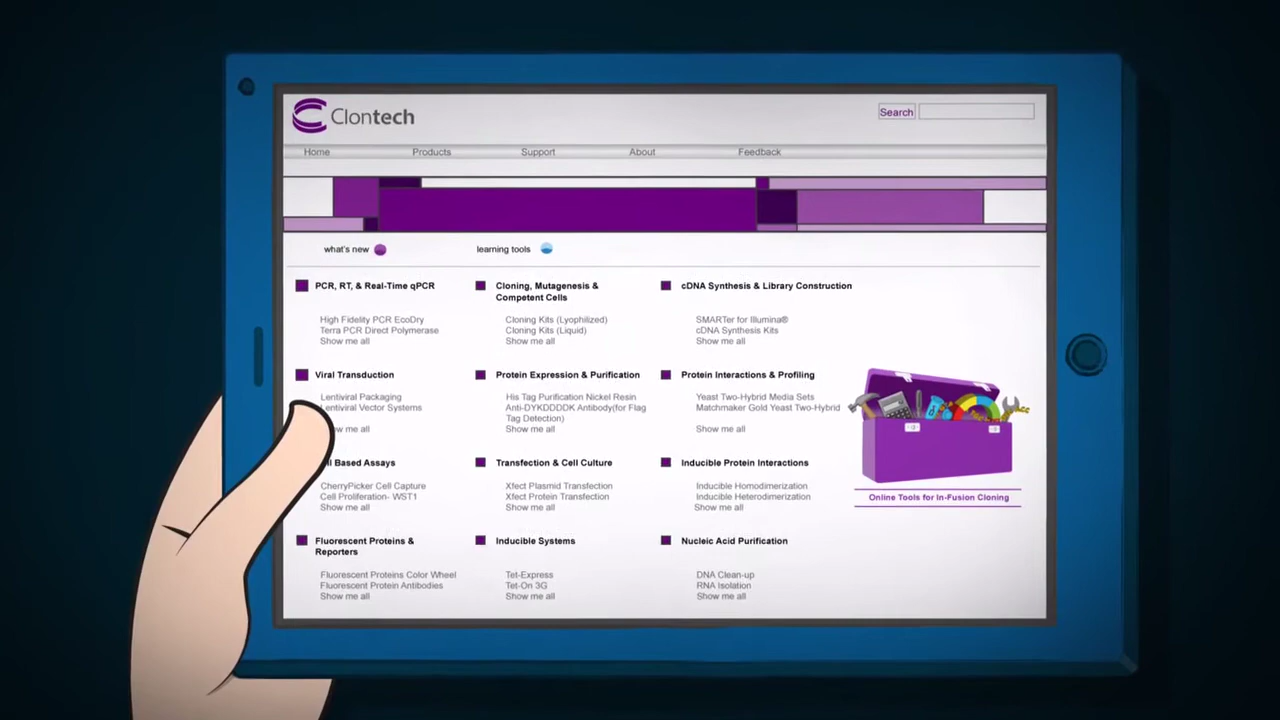 Clontech
Search
Home Products Support About Feedback
what's new learning tools
PCR, RT, & Real-Time qPCR
High Fidelity PCR EcoDry
Terra PCR Direct Polymerase
Show me all
Cloning, Mutagenesis &
Competent Cells
Cloning Kits (Lyophilized)
Cloning Kits (Liquid)
Show me all
cDNA Synthesis & Library Construction
SMARTer for Illumina®
cDNA Synthesis Kits
Show me all
Viral Transduction
Lentiviral Packaging
Lentiviral Vector Systems
me all
Protein Expression & Purification
His Tag Purification Nickel Resin
Anti-DYKDDDDK Antibody(for Flag
Tag Detection)
Show me all
Protein Interactions & Profiling
Yeast Two-Hybrid Media Sets
Matchmaker Gold Yeast Two-Hybrid
Show me all
Based Assays
CherryPicker Cell Capture
Cell Proliferation- WST1
Show me all
Transfection & Cell Culture
Xfect Plasmid Transfection
Xfect Protein Transfection
Show me all
Inducible Protein Interactions
Inducible Homodimerization
Inducible Heterodimerization
Show me all
Online Tools for In-Fusion Cloning
Fluorescent Proteins &
Reporters
Fluorescent Proteins Color Wheel
Fluorescent Protein Antibodies
Show me all
Inducible Systems
Tet-Express
Tet-On 3G
Show me all
Nucleic Acid Purification
DNA Clean-up
RNA Isolation
Show me all